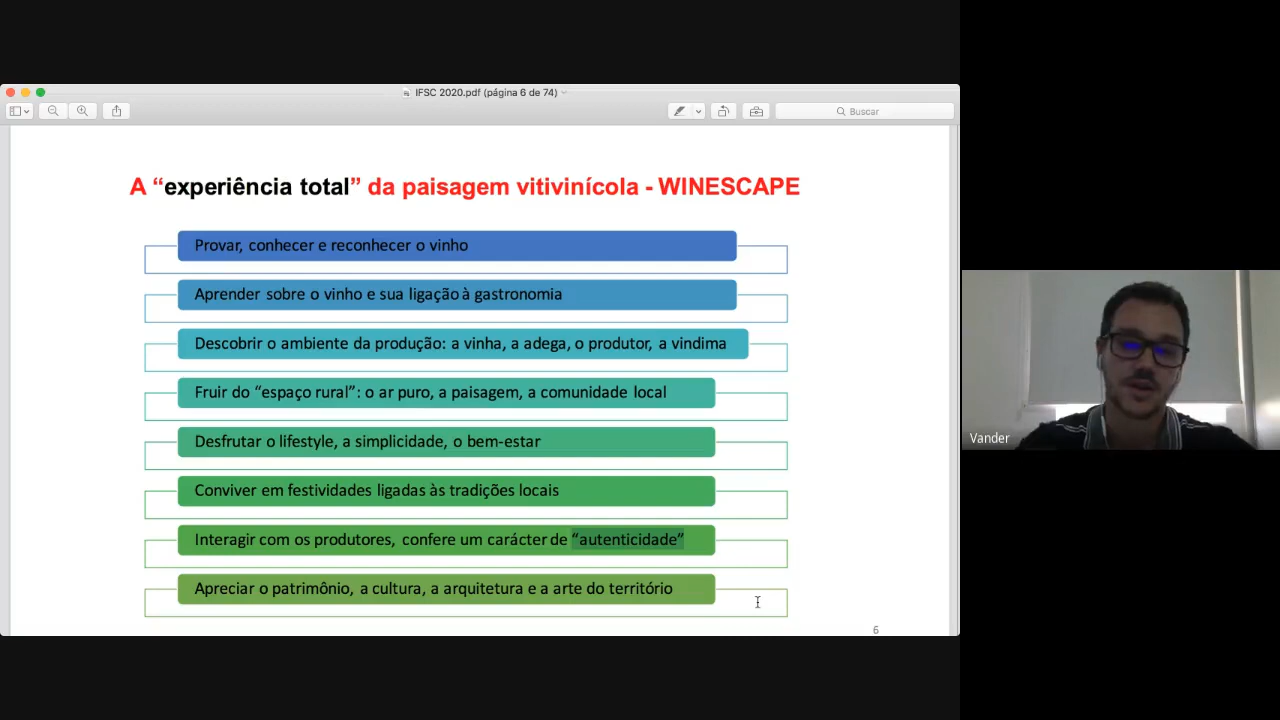 IFSC 2020.pdf (página 6 de 74)
Buscar
A “experiência total” da paisagem vitivinícola - WINESCAPE
Provar, conhecer e reconhecer o vinho
Aprender sobre o vinho e sua ligação à gastronomia
Descobrir o ambiente da produção: a vinha, a adega, o produtor, a vindima
Fruir do “espaço rural”: o ar puro, a paisagem, a comunidade local
Desfrutar o lifestyle, a simplicidade, o bem-estar
Conviver em festividades ligadas às tradições locais
Interagir com os produtores, confere um carácter de “autenticidade”
Apreciar o patrimônio, a cultura, a arquitetura e a arte do território
6
Vander